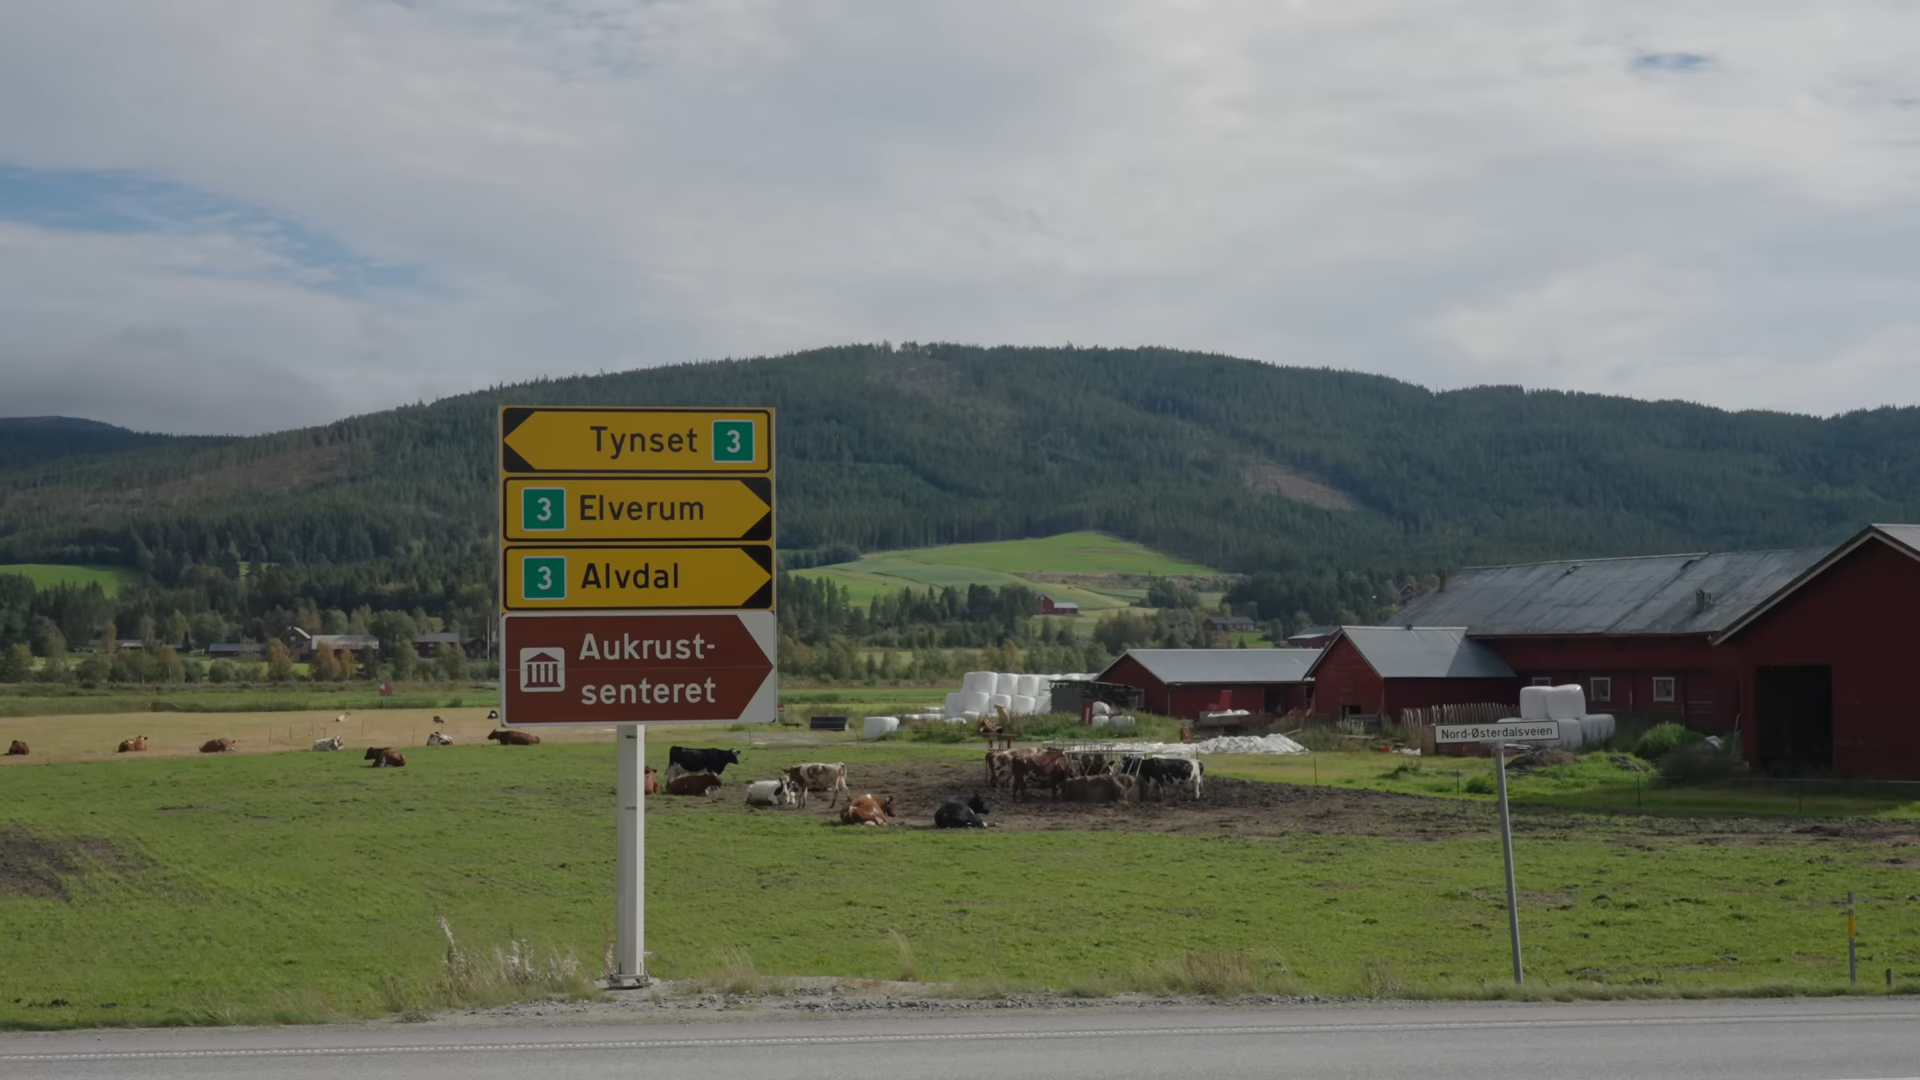 Tynset 3
3 Elverum
3 Alvdal
Aukrust-
senteret
Nord-Østerdalsveien